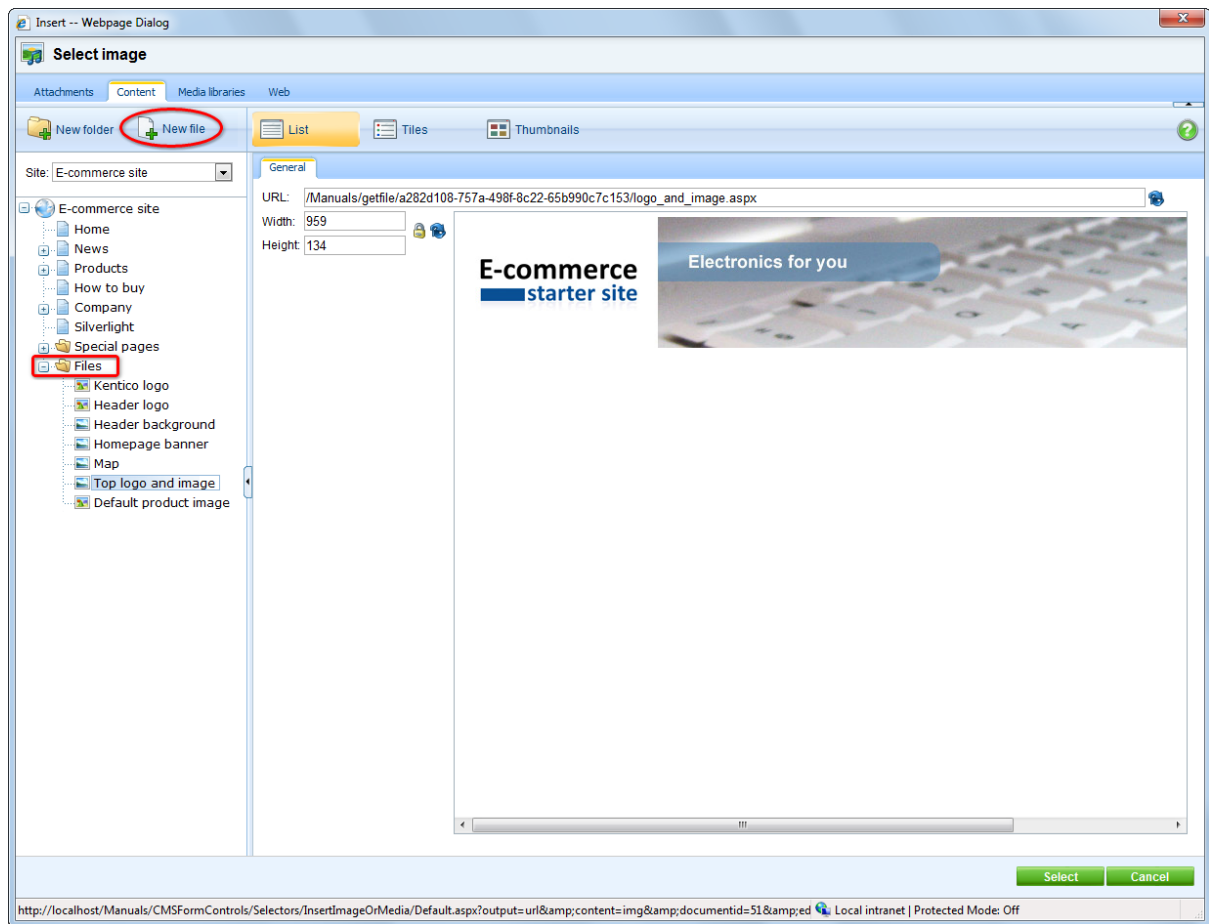 Insert -- Webpage Dialog
Select image
Attachments Content Media libraries Web
New folder New file List Tiles Thumbnails
Site: E-commerce site
General
URL: /Manuals/getfile/a282d108-757a-498f-8c22-65b990c7c153/logo_and_image.aspx
Width: 959
Height: 134
E-commerce
starter site
Electronics for you
E-commerce site
Home
News
Products
How to buy
Company
Silverlight
Special pages
Files
Kentico logo
Header logo
Header background
Homepage banner
Map
Top logo and image
Default product image
Select Cancel
http://localhost/Manuals/CMSFormControls/Selectors/InsertImageOrMedia/Default.aspx?output=url&amp;content=img&amp;documentid=51&amp;ed Local intranet | Protected Mode: Off